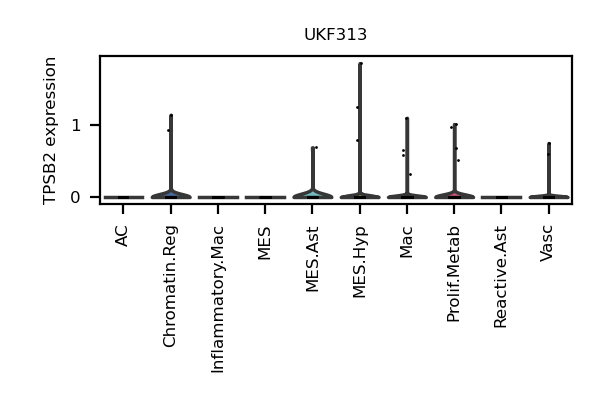 UKF313
TPSB2 expression
1
0
AC
Chromatin.Reg
Inflammatory.Mac
MES
MES.Ast
MES.Hyp
Mac
Prolif.Metab
Reactive.Ast
Vasc